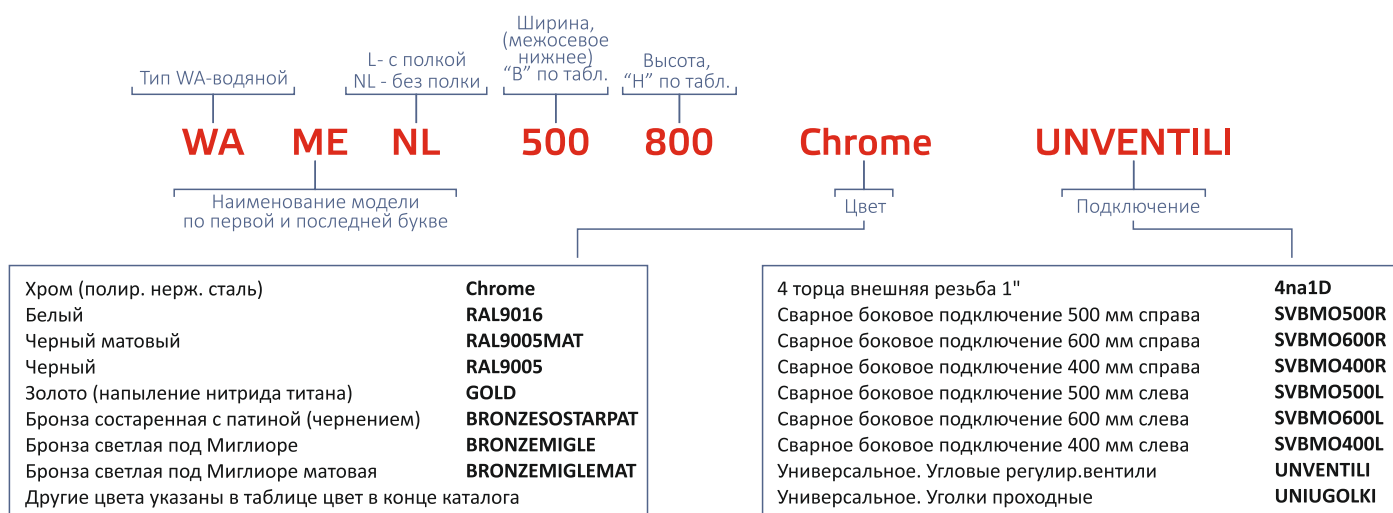 Ширина,
(межосевое
нижнее)
“В” по табл.
L- с полкой
NL - без полки
Высота,
“Н” по табл.
Тип WA-водяной
WA ME NL 500 800 Chrome UNVENTILI
Наименование модели
по первой и последней букве
Цвет
Подключение
Хром (полир. нерж. сталь) Chrome
Белый RAL9016
Черный матовый RAL9005MAT
Черный RAL9005
Золото (напыление нитрида титана) GOLD
Бронза состаренная с патиной (чернением) BRONZESOSTARPAT
Бронза светлая под Миглиоре BRONZEMIGLE
Бронза светлая под Миглиоре матовая BRONZEMIGLEMAT
Другие цвета указаны в таблице цвет в конце каталога
4 торца внешняя резьба 1" 4na1D
Сварное боковое подключение 500 мм справа SVBMO500R
Сварное боковое подключение 600 мм справа SVBMO600R
Сварное боковое подключение 400 мм справа SVBMO400R
Сварное боковое подключение 500 мм слева SVBMO500L
Сварное боковое подключение 600 мм слева SVBMO600L
Сварное боковое подключение 400 мм слева SVBMO400L
Универсальное. Угловые регулир.вентили UNVENTILI
Универсальное. Уголки проходные UNIUGOLKI